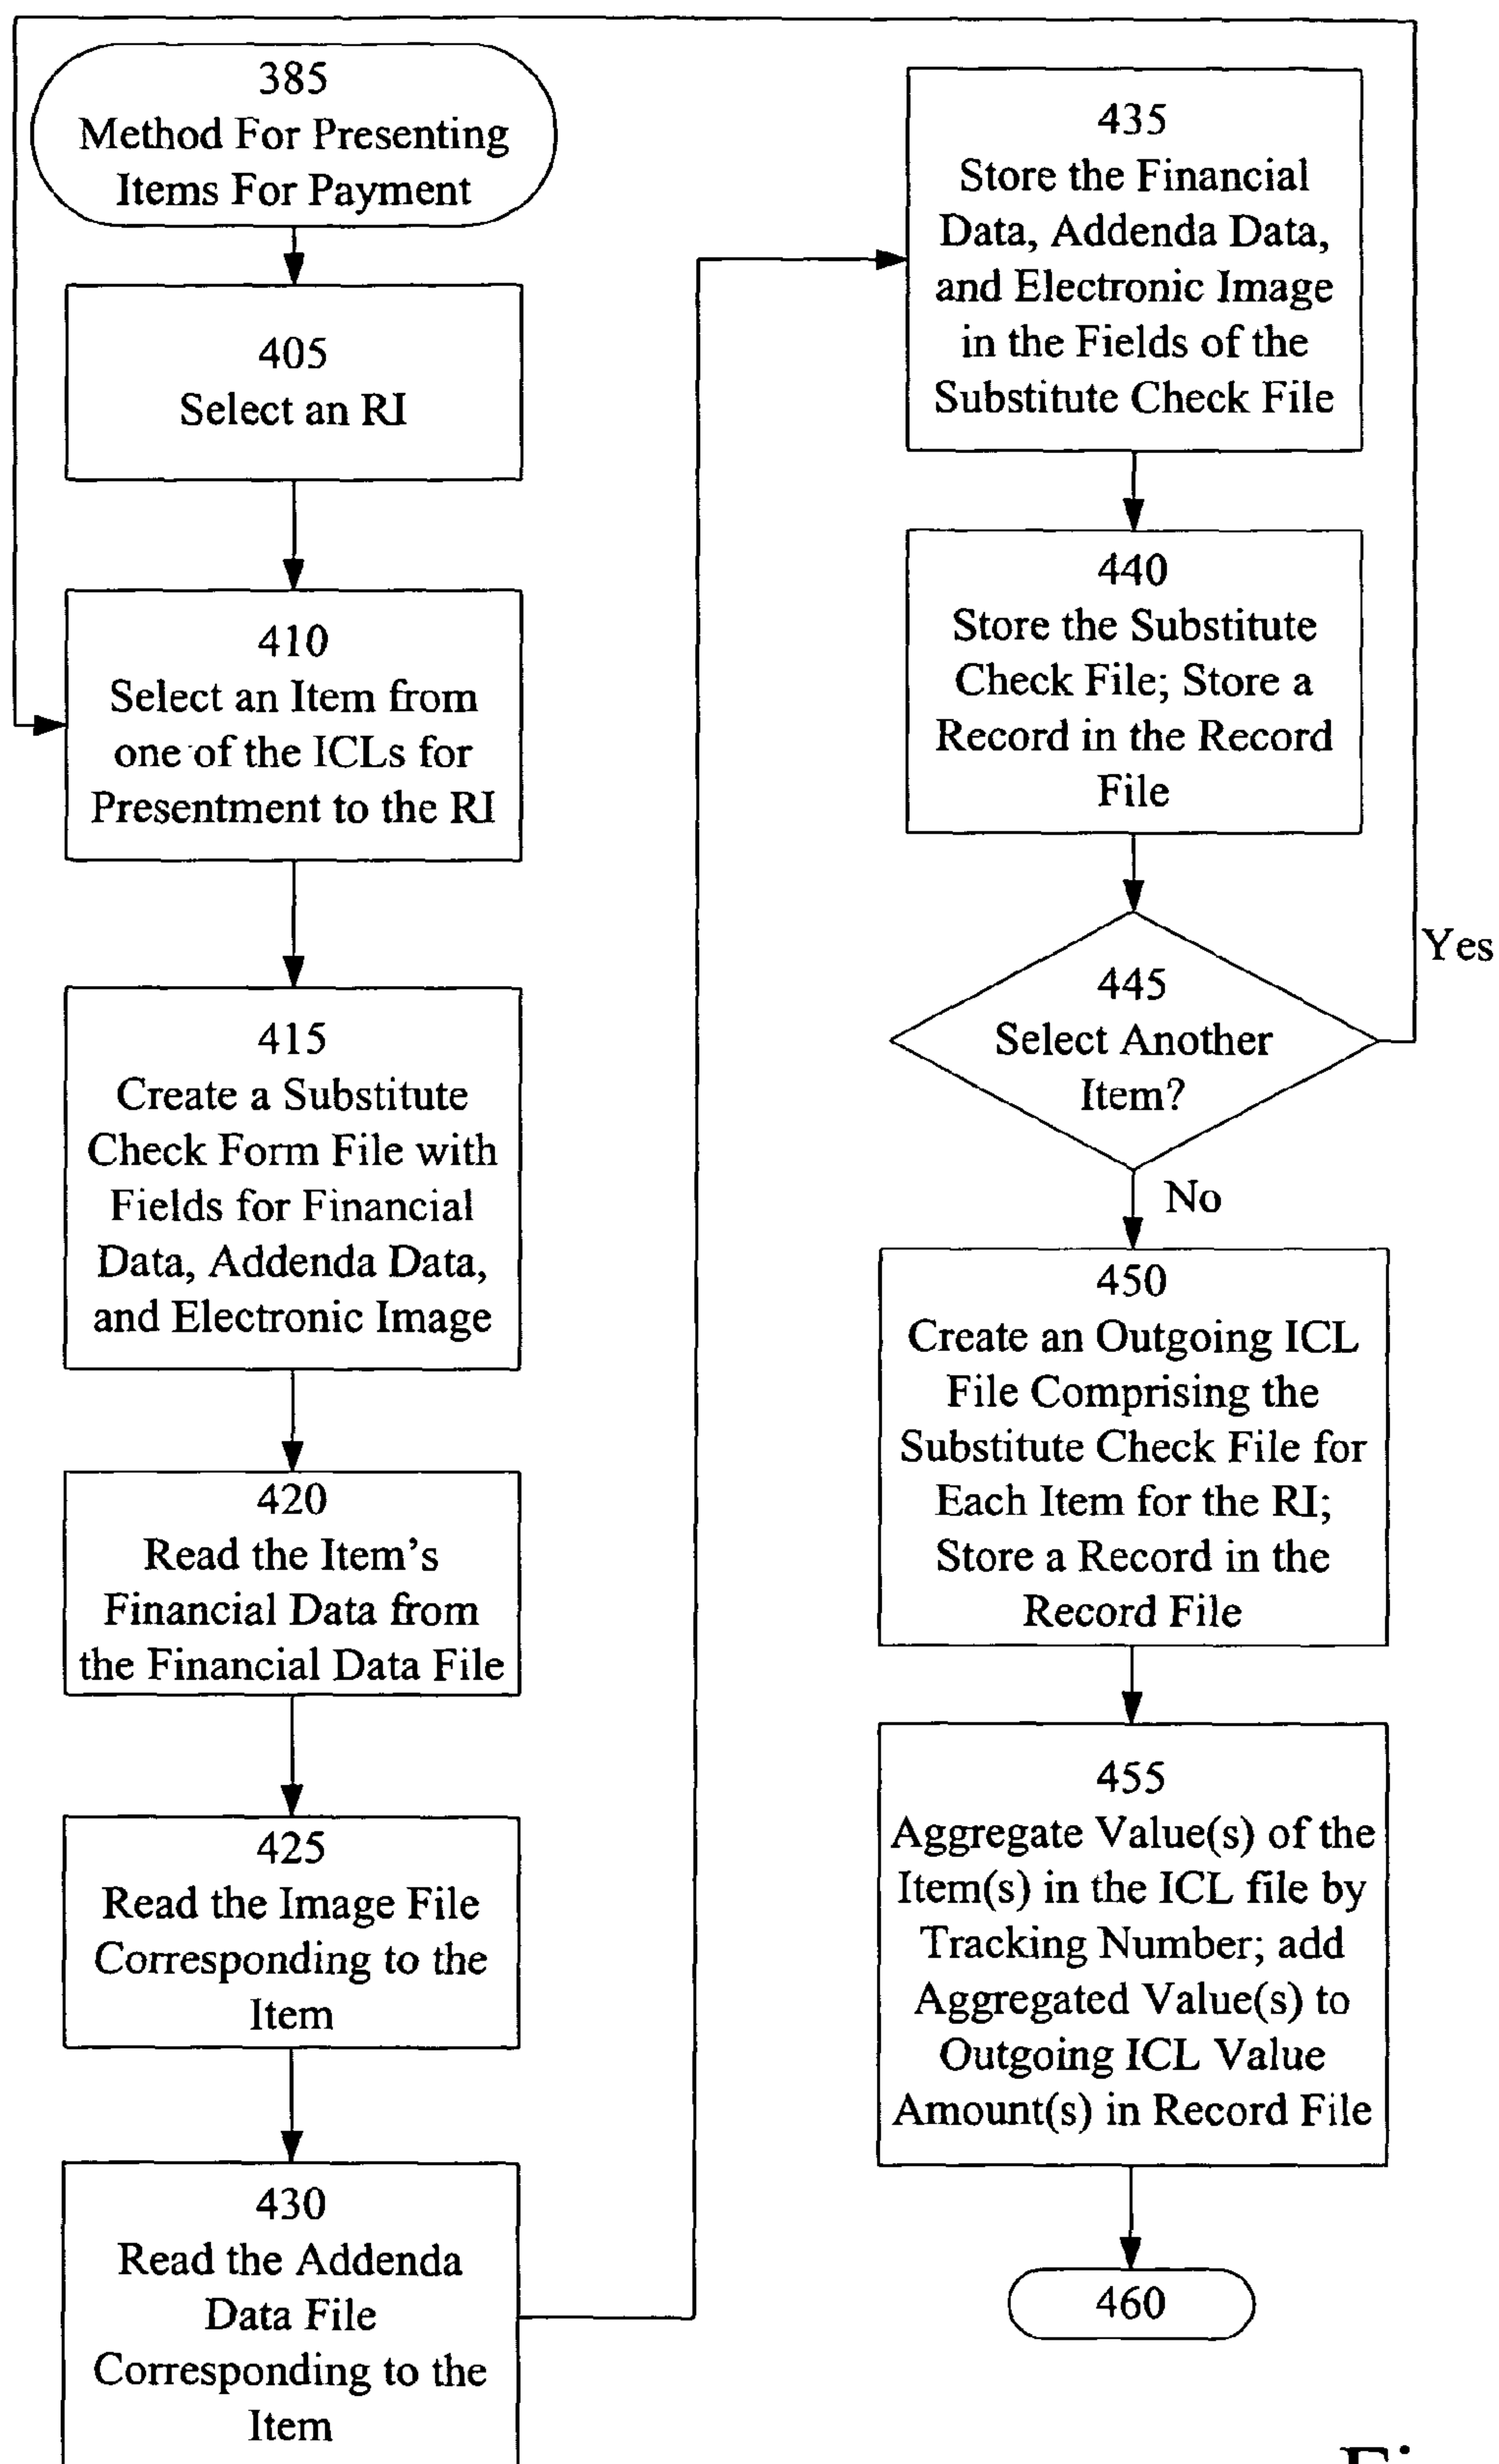 385
Method For Presenting
Items For Payment
405
Select an RI
410
Select an Item from
one of the ICLs for
Presentment to the RI
415
Create a Substitute
Check Form File with
Fields for Financial
Data, Addenda Data,
and Electronic Image
420
Read the Item's
Financial Data from
the Financial Data File
425
Read the Image File
Corresponding to the
Item
430
Read the Addenda
Data File
Corresponding to the
Item
435
Store the Financial
Data, Addenda Data,
and Electronic Image
in the Fields of the
Substitute Check File
440
Store the Substitute
Check File; Store a
Record in the Record
File
445
Select Another
Item?
Yes
No
450
Create an Outgoing ICL
File Comprising the
Substitute Check File for
Each Item for the RI;
Store a Record in the
Record File
455
Aggregate Value(s) of the
Item(s) in the ICL file by
Tracking Number; add
Aggregated Value(s) to
Outgoing ICL Value
Amount(s) in Record File
460